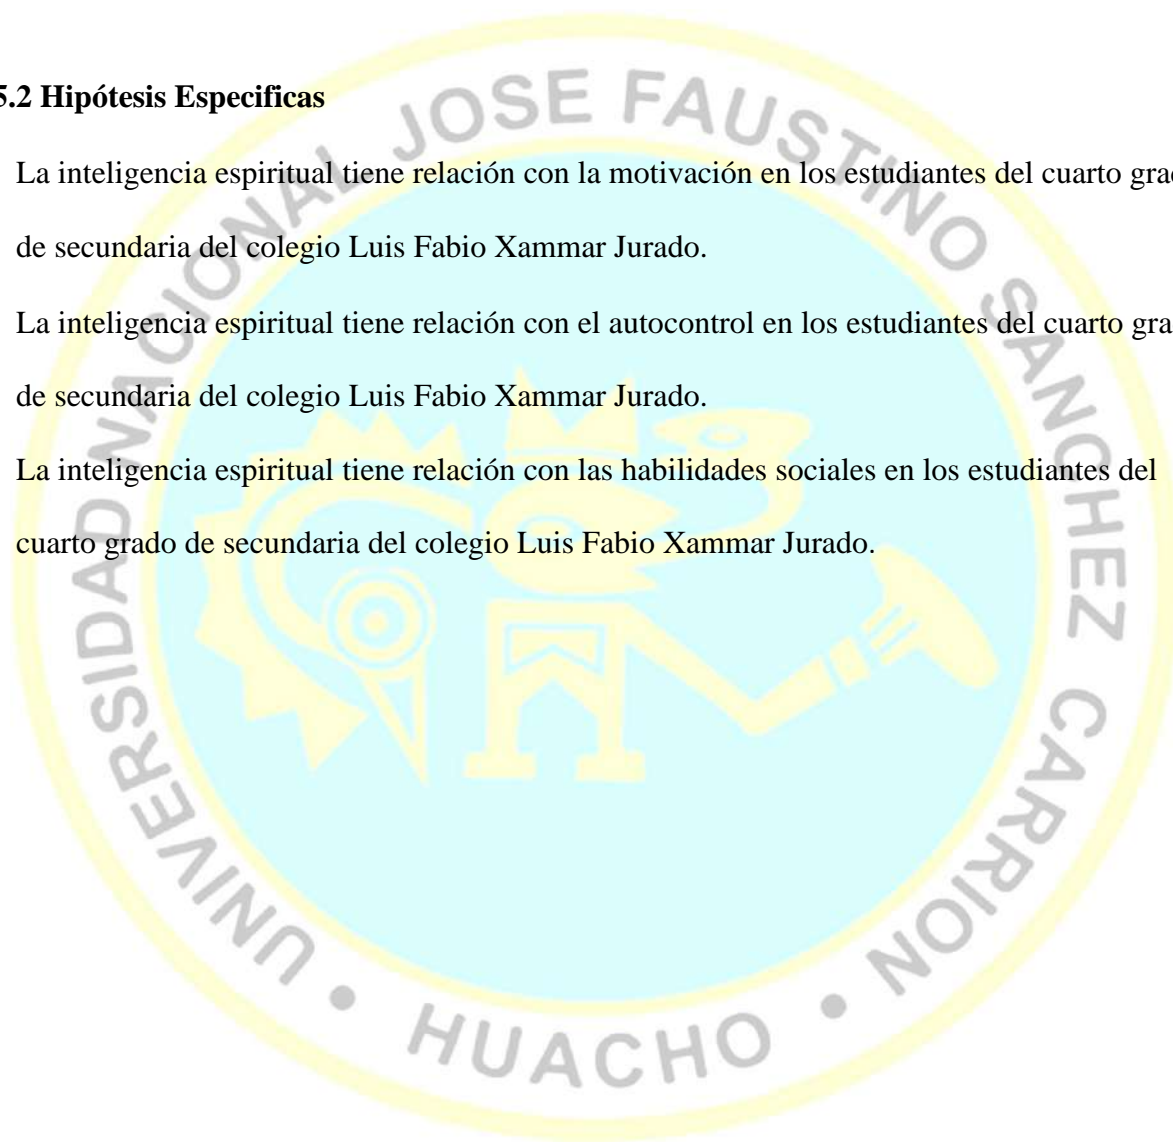 5.2 Hipótesis Especificas
La inteligencia espiritual tiene relación con la motivación en los estudiantes del cuarto
de secundaria del colegio Luis Fabio Xammar Jurado.
La inteligencia espiritual tiene relación con el autocontrol en los estudiantes del cuarto
de secundaria del colegio Luis Fabio Xammar Jurado.
La inteligencia espiritual tiene relación con las habilidades sociales en los estudiantes del
cuarto grado de secundaria del colegio Luis Fabio Xammar Jurado.
UNIVERSIDAD NACIONAL JOSE FAUSTINO SANCHEZ CARRION
• HUACHO •